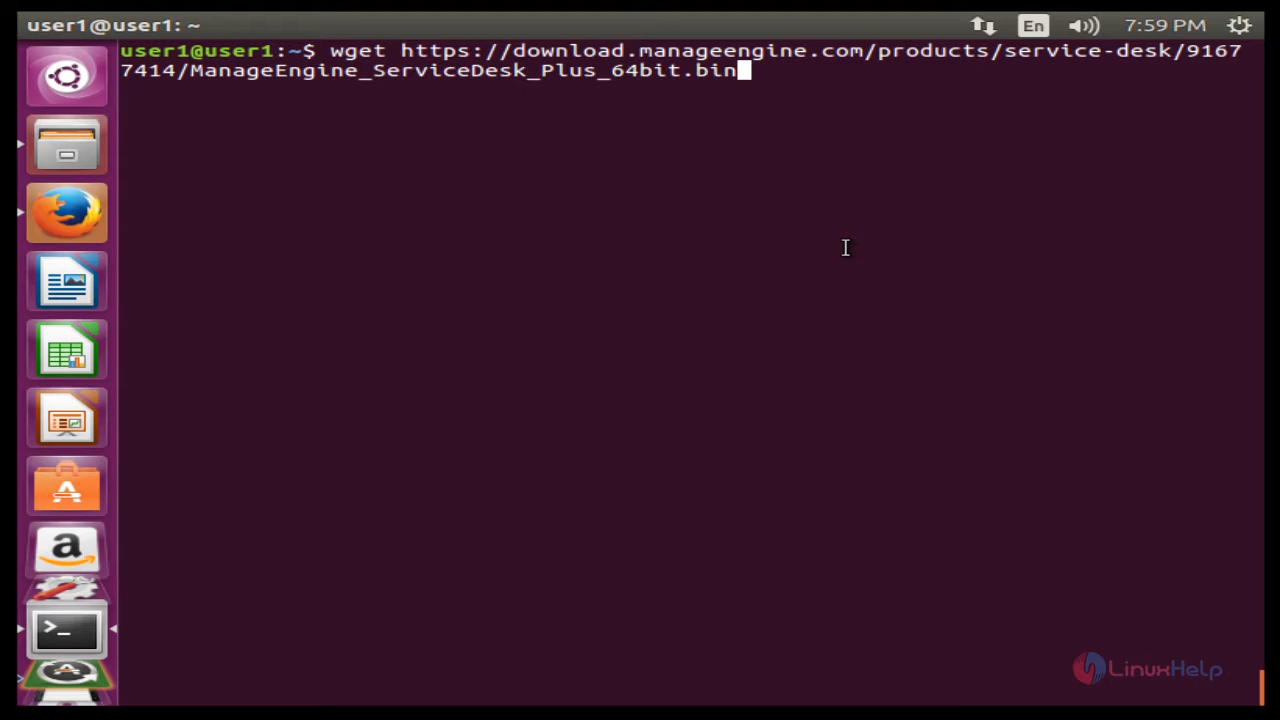 user1@user1: ~
En
7:59 PM
user1@user1:~$ wget https://download.manageengine.com/products/service-desk/9167
7414/ManageEngine_ServiceDesk_Plus_64bit.bin
A
a
>_
A
LinuxHelp